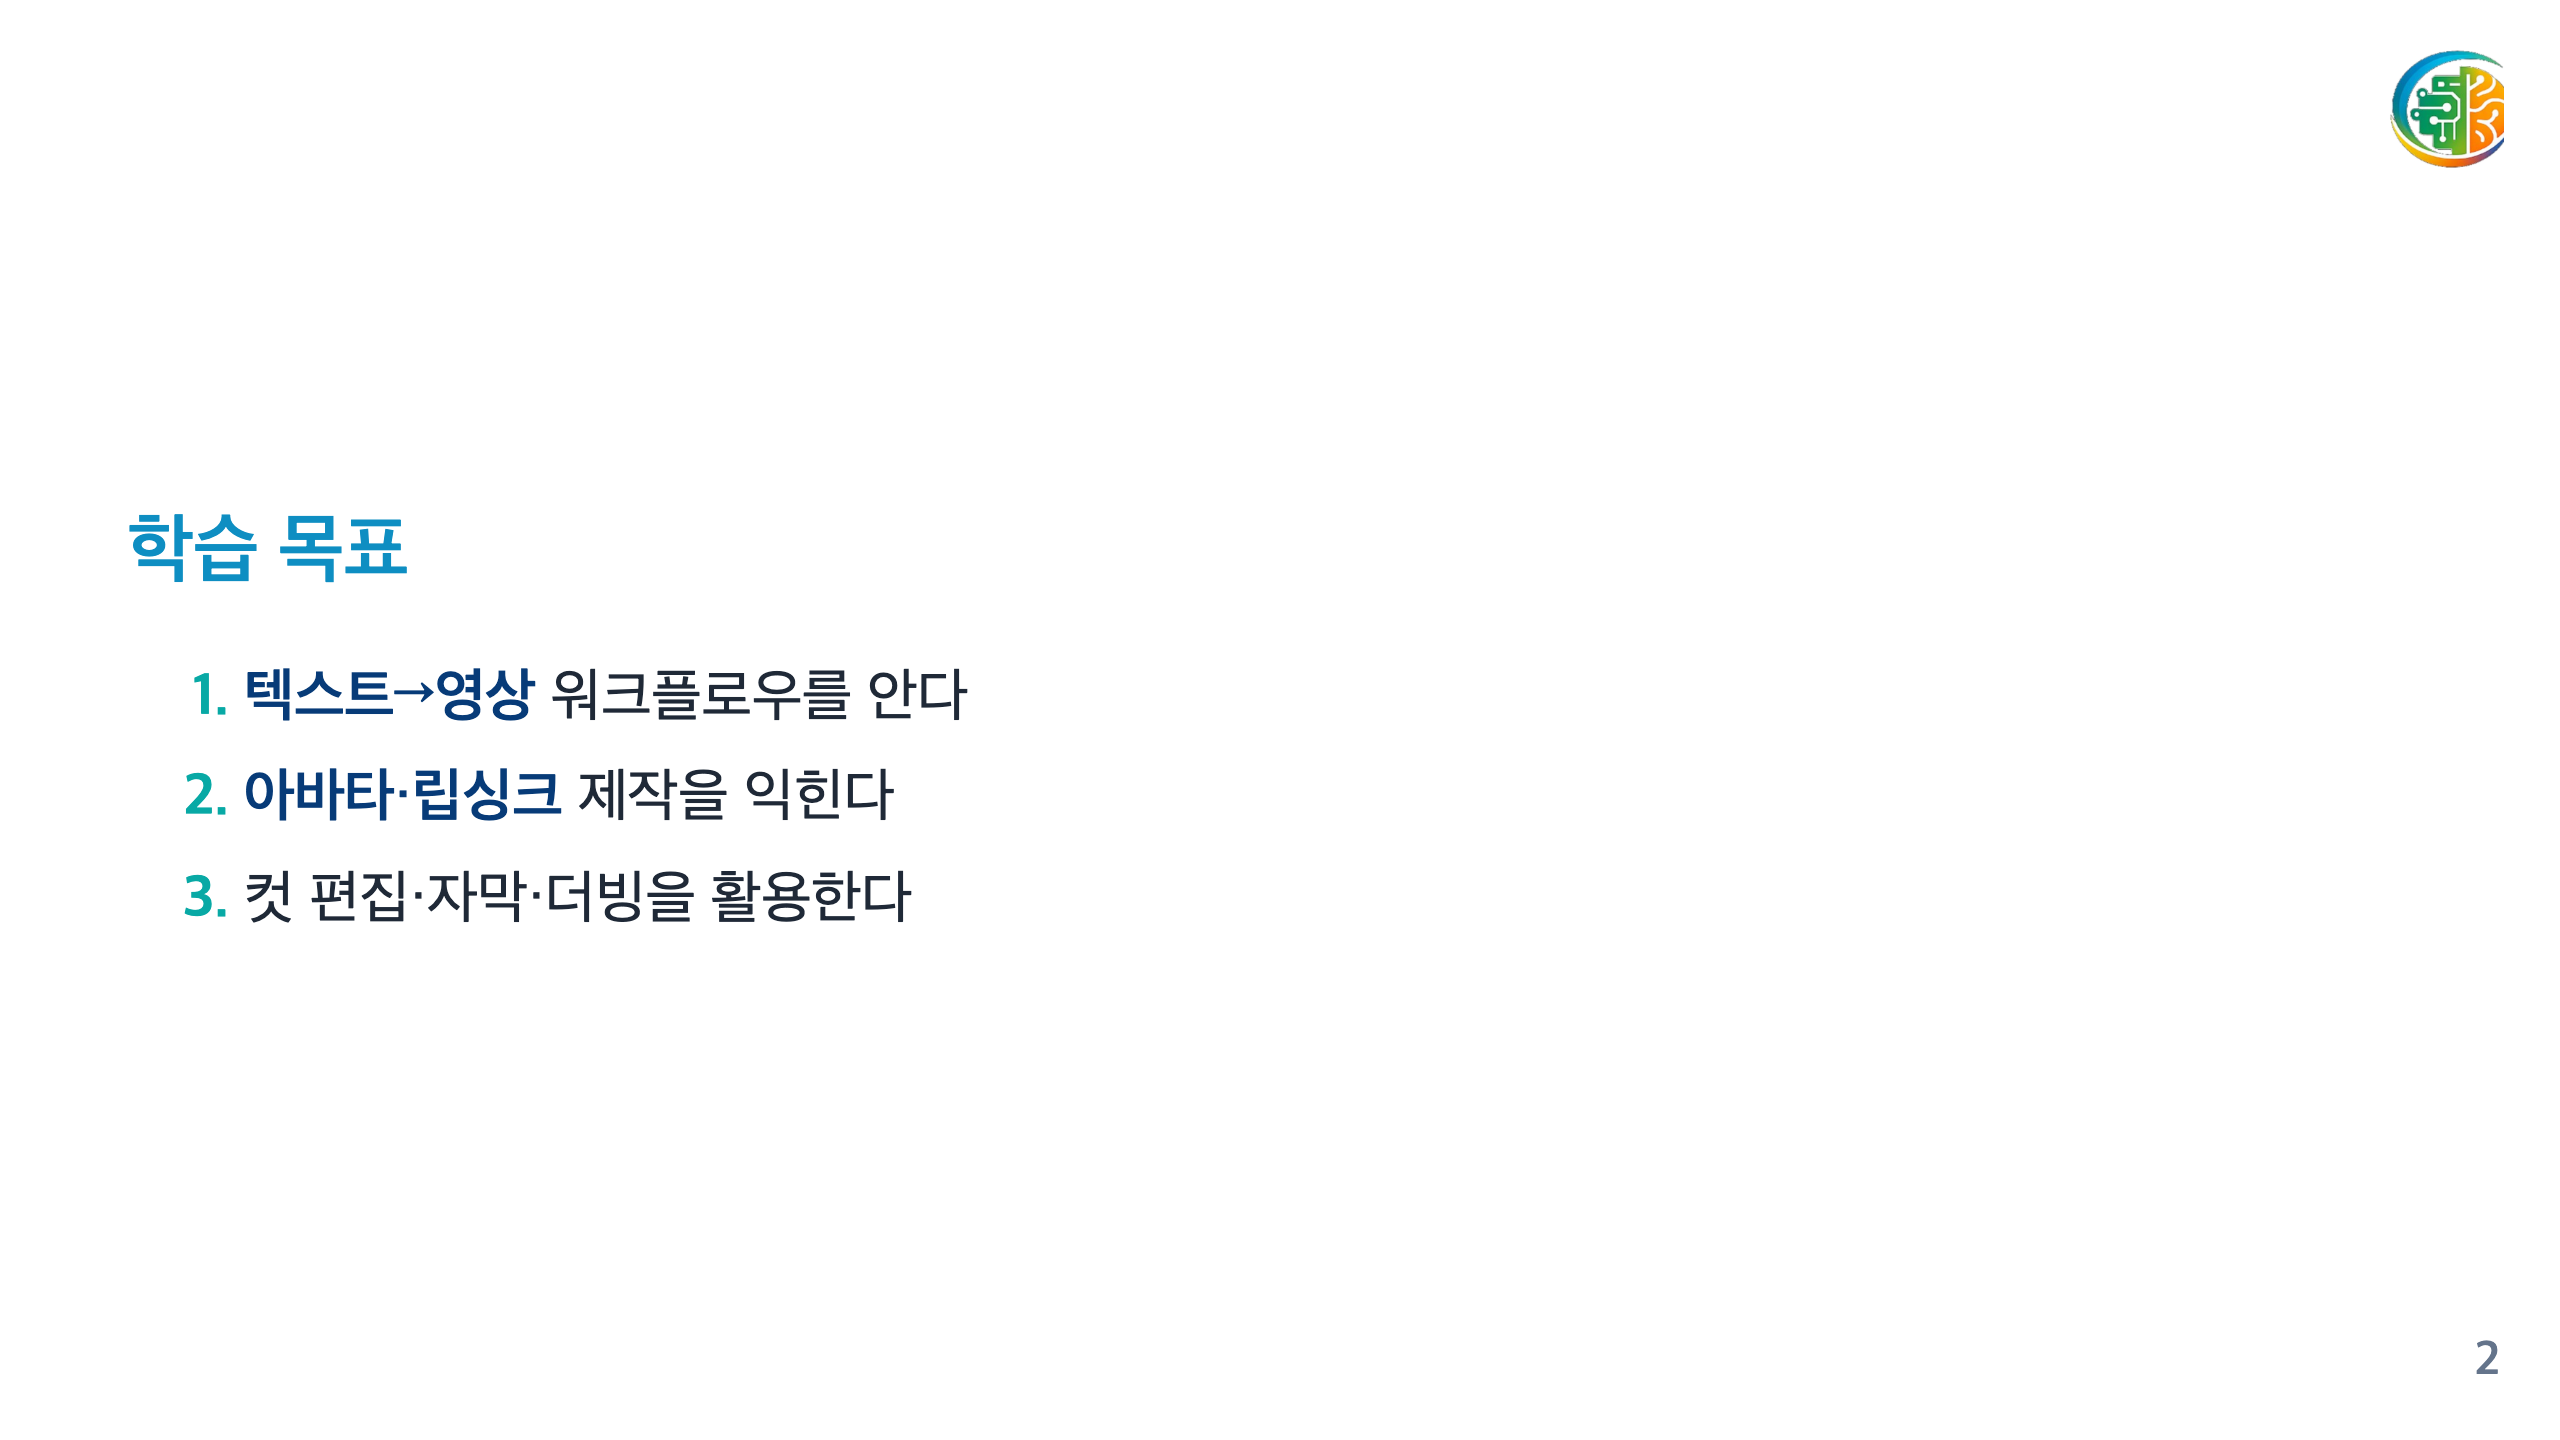 학습 목표
1. 텍스트→영상 워크플로우를 안다
2. 아바타·립싱크 제작을 익힌다
3. 컷 편집·자막·더빙을 활용한다
2